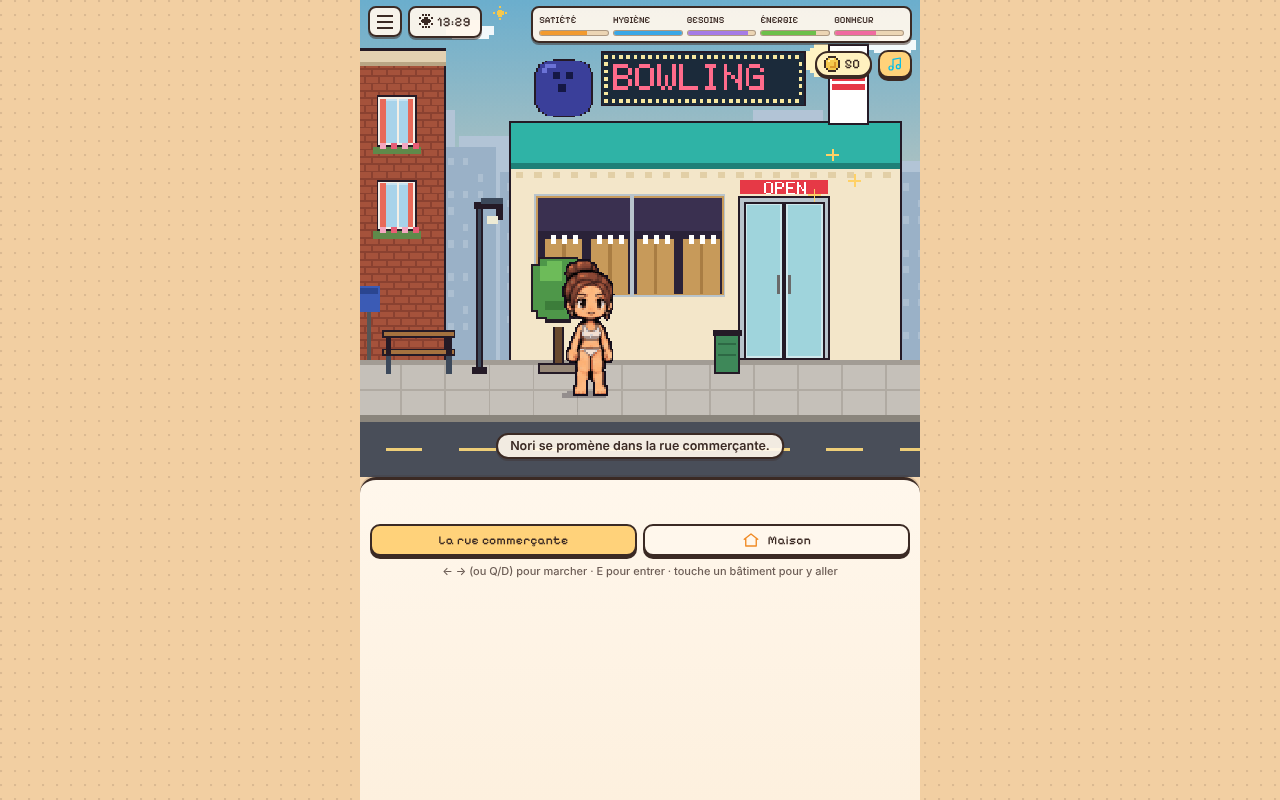 13:29
SATIÉTÉ
HYGIÈNE
BESOINS
ÉNERGIE
BONHEUR
80
BOWLING
OPEN
Nori se promène dans la rue commerçante.
La rue commerçante
Maison
← → (ou Q/D) pour marcher · E pour entrer · touche un bâtiment pour y aller